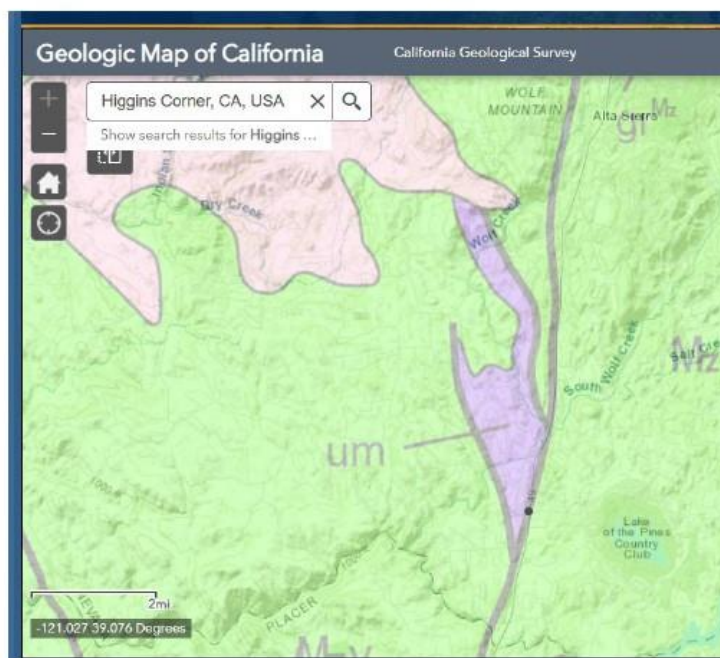 Geologic Map of California
California Geological Survey
+
Higgins Corner, CA, USA
−
Show search results for Higgins ...
WOLF
MOUNTAIN
Alta Sierra
Mz
gr
Dry Creek
Wolf Creek
Mz
South Wolf Creek
um
49
Lake
of the Pines
Country
Club
2mi
PLACER
-121.027 39.076 Degrees
Mzv